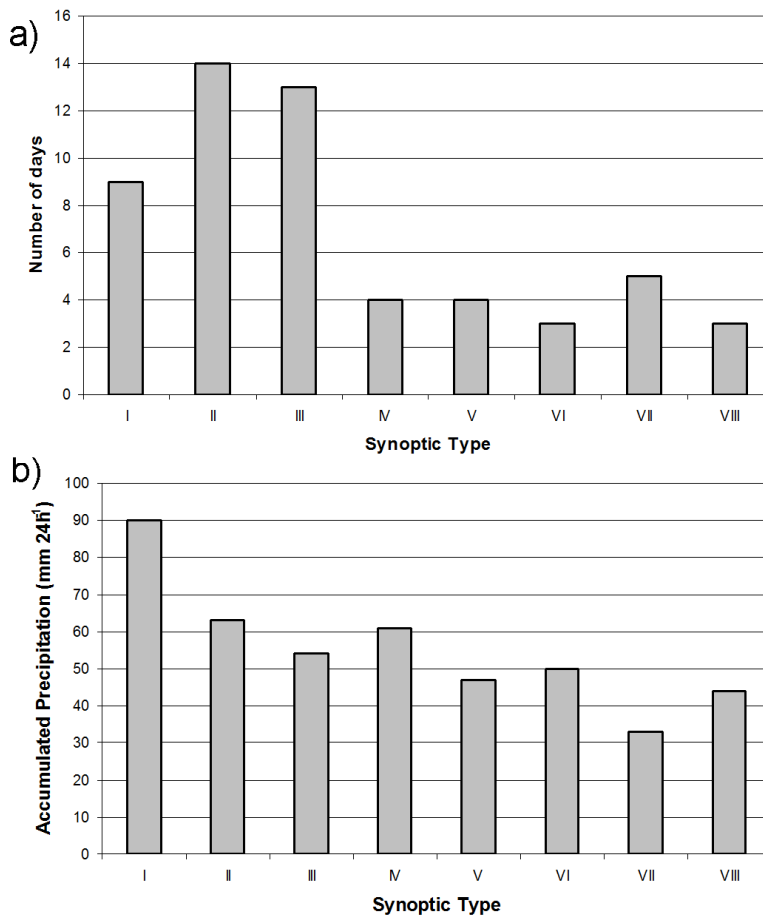 a)
16
14
12
10
8
6
4
2
0
Number of days
I II III IV V VI VII VIII
Synoptic Type
b)
100
90
80
70
60
50
40
30
20
10
0
Accumulated Precipitation (mm 24h⁻¹)
I II III IV V VI VII VIII
Synoptic Type